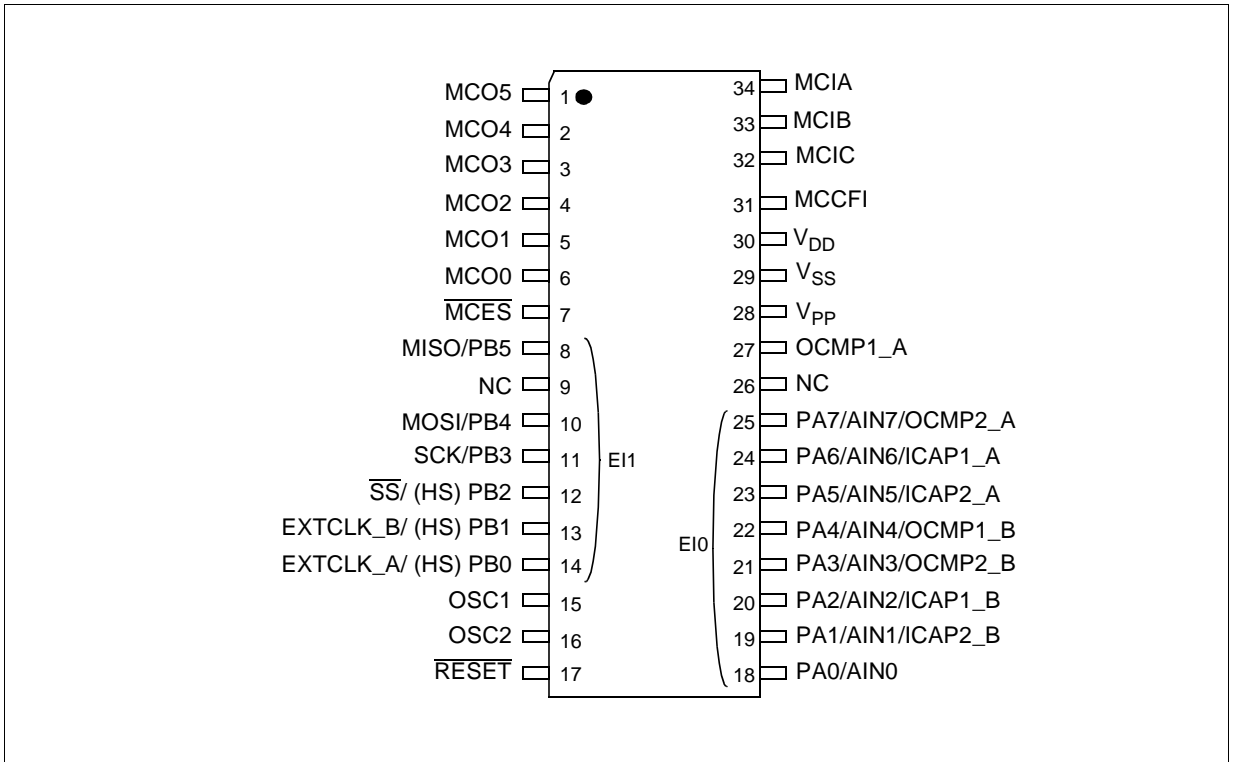 MCO5 1 34 MCIA
MCO4 2 33 MCIB
MCO3 3 32 MCIC
MCO2 4 31 MCCFI
MCO1 5 30 VDD
MCO0 6 29 VSS
MCES 7 28 VPP
MISO/PB5 8 27 OCMP1_A
NC 9 26 NC
MOSI/PB4 10 25 PA7/AIN7/OCMP2_A
SCK/PB3 11 EI1 24 PA6/AIN6/ICAP1_A
SS/ (HS) PB2 12 23 PA5/AIN5/ICAP2_A
EXTCLK_B/ (HS) PB1 13 22 PA4/AIN4/OCMP1_B
EI0
EXTCLK_A/ (HS) PB0 14 21 PA3/AIN3/OCMP2_B
OSC1 15 20 PA2/AIN2/ICAP1_B
OSC2 16 19 PA1/AIN1/ICAP2_B
RESET 17 18 PA0/AIN0